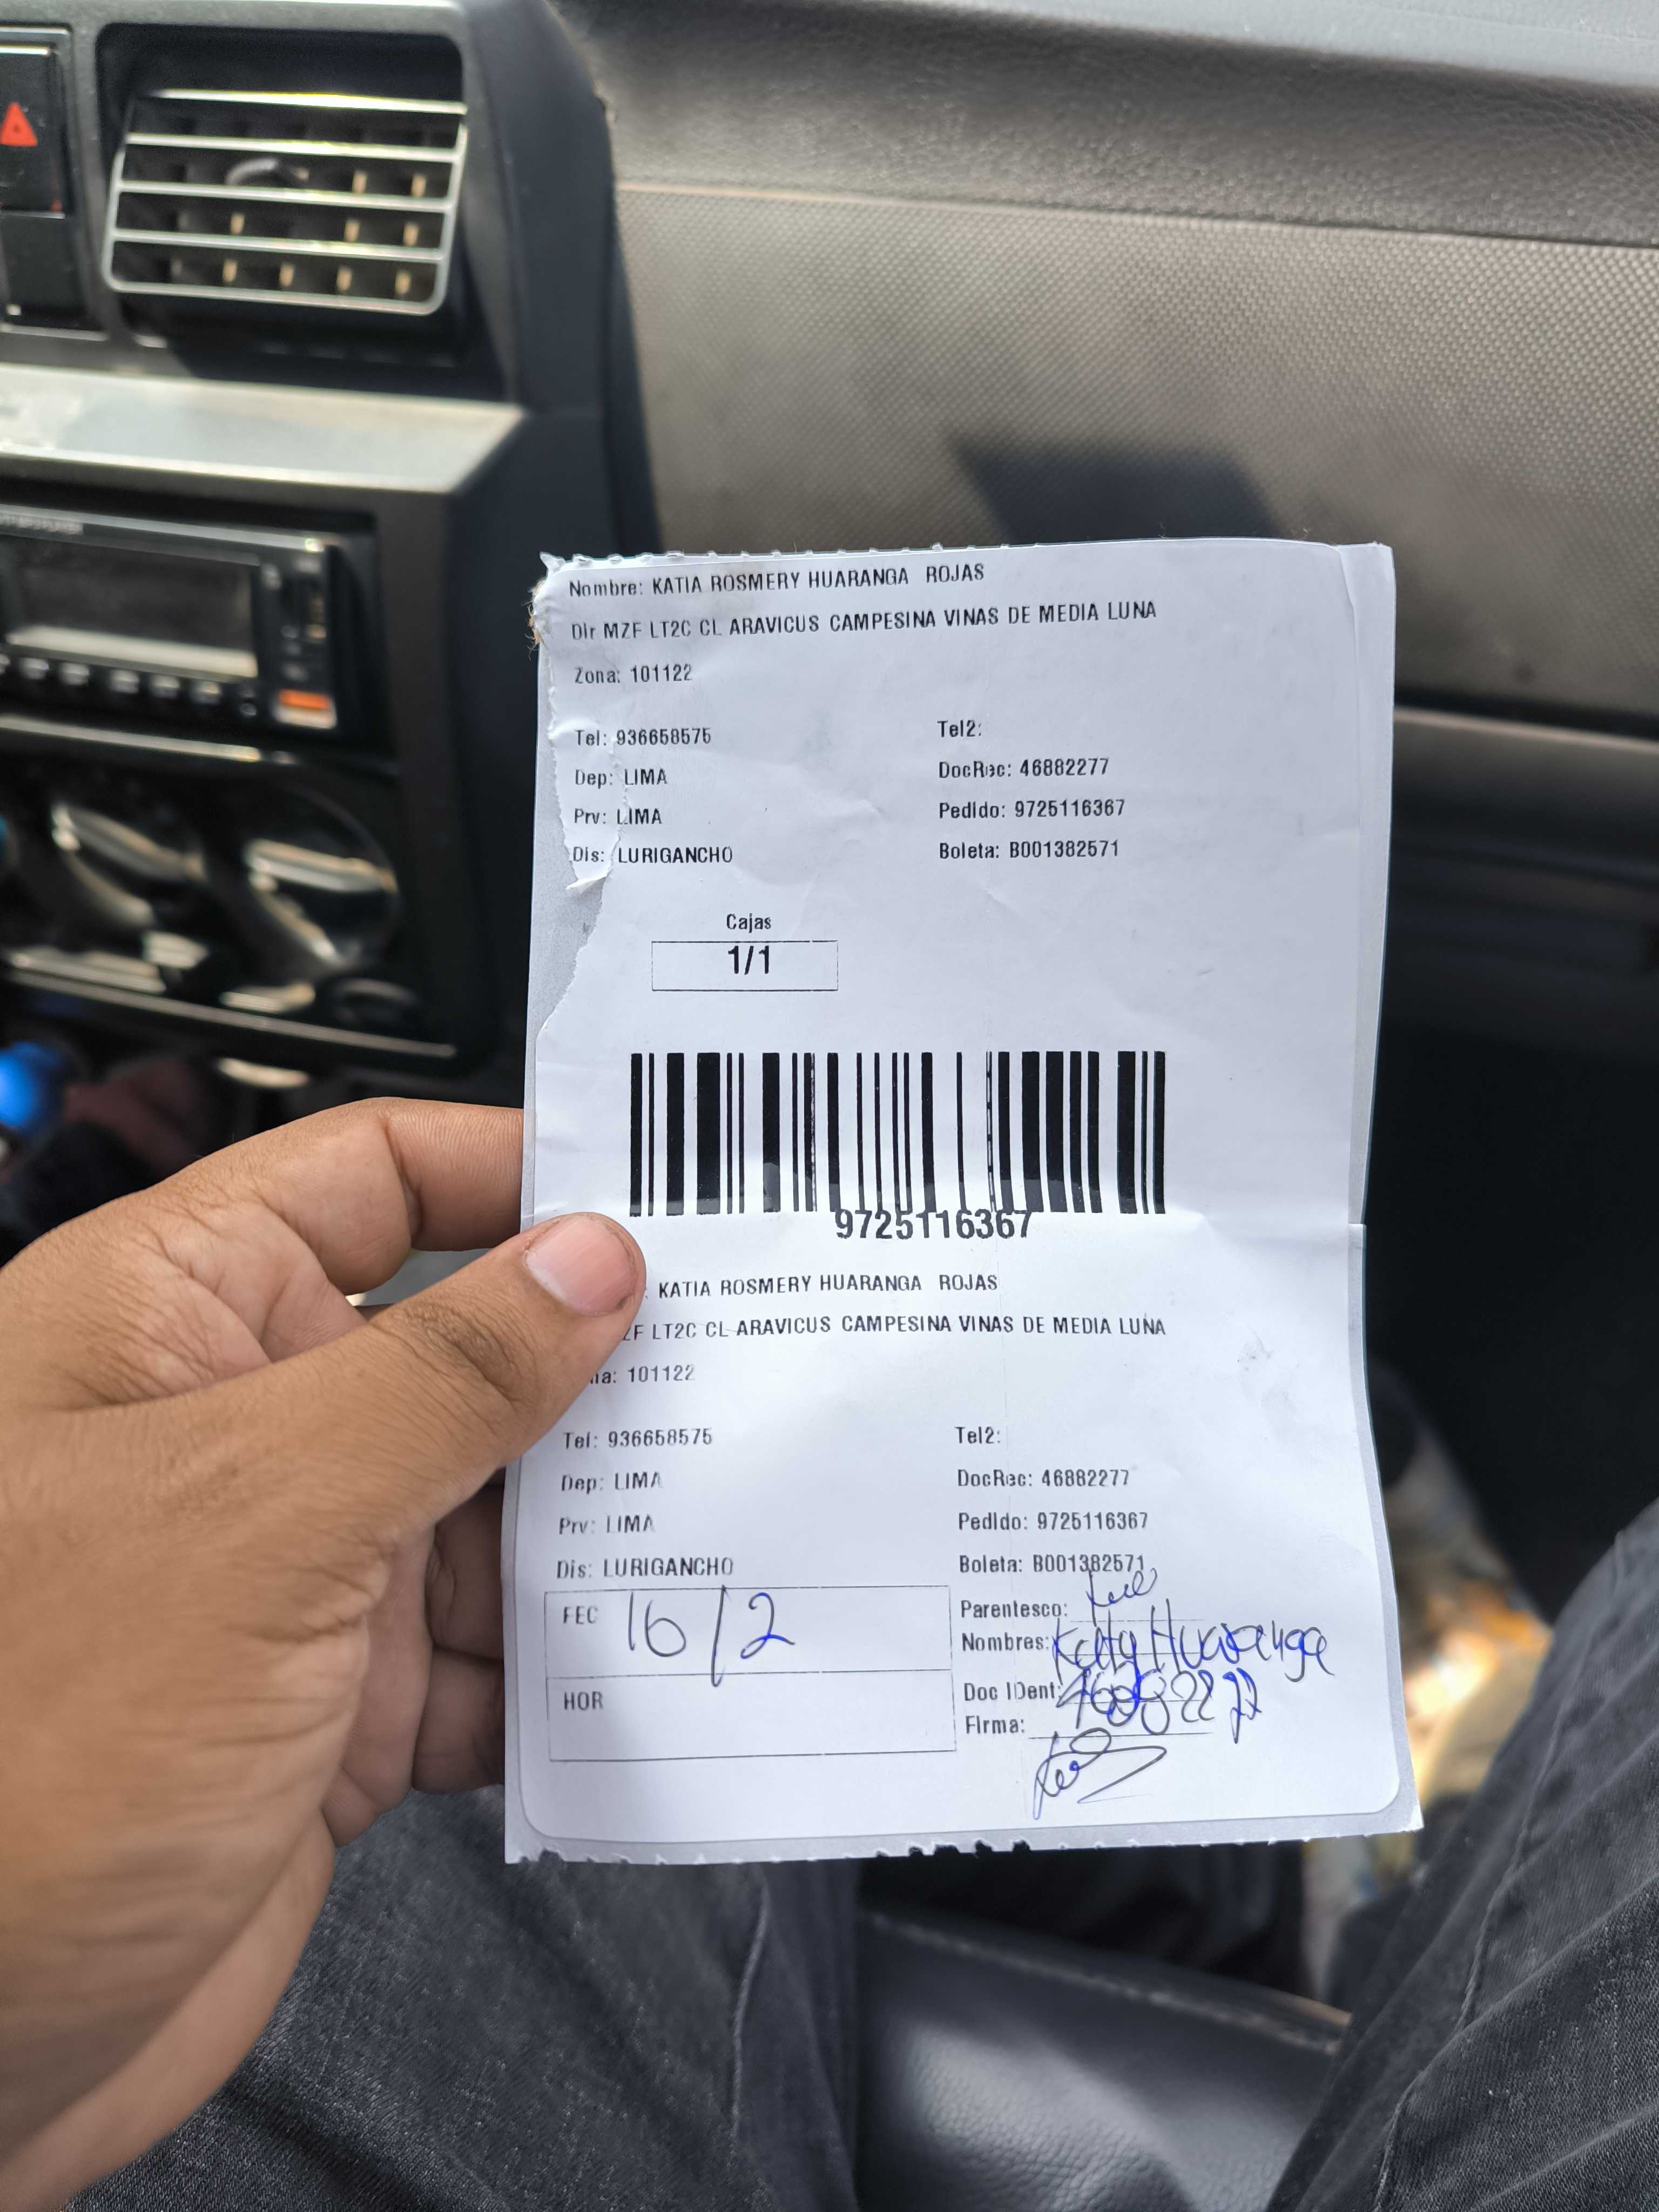 Nombre: KATIA ROSMERY HUARANGA ROJAS
Dir MZF LT2C CL ARAVICUS CAMPESINA VINAS DE MEDIA LUNA
Zona: 101122
Tel: 936658575 Tel2:
Dep: LIMA DocRec: 46882277
Prv: LIMA Pedido: 9725116367
Dis: LURIGANCHO Boleta: B001382571
Cajas
1/1
9725116367
KATIA ROSMERY HUARANGA ROJAS
ZF LT2C CL ARAVICUS CAMPESINA VINAS DE MEDIA LUNA
na: 101122
Tel: 936658575 Tel2:
Dep: LIMA DocRec: 46882277
Prv: LIMA Pedido: 9725116367
Dis: LURIGANCHO Boleta: B001382571
FEC 16/2
HOR
Parentesco:
Nombres: Katy Huaranga
Doc IDent: 46882277
Firma: